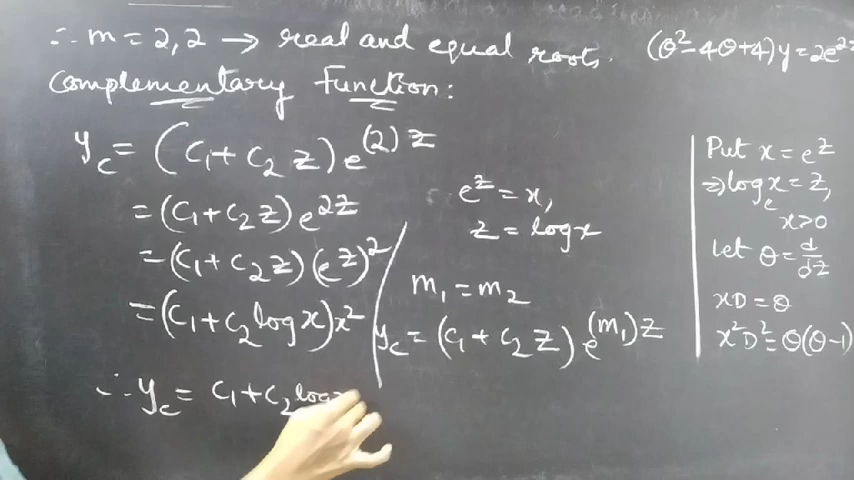 ∴ m = 2, 2 → real and equal roots.
(θ²-4θ+4)y = 2e²ᶻ
Complementary Function:
y_c = (c₁ + c₂ z) e^(2) z
= (c₁ + c₂ z) e^2z
= (c₁ + c₂ z) (e^z)²
= (c₁ + c₂ log x) x²
∴ y_c = c₁ + c₂ log
e^z = x,
z = log x
m₁ = m₂
y_c = (c₁ + c₂ z) e^(m₁) z
Put x = e^z
⇒ log_e x = z,
x > 0
Let θ = d/dz
xD = θ
x²D² = θ(θ-1)